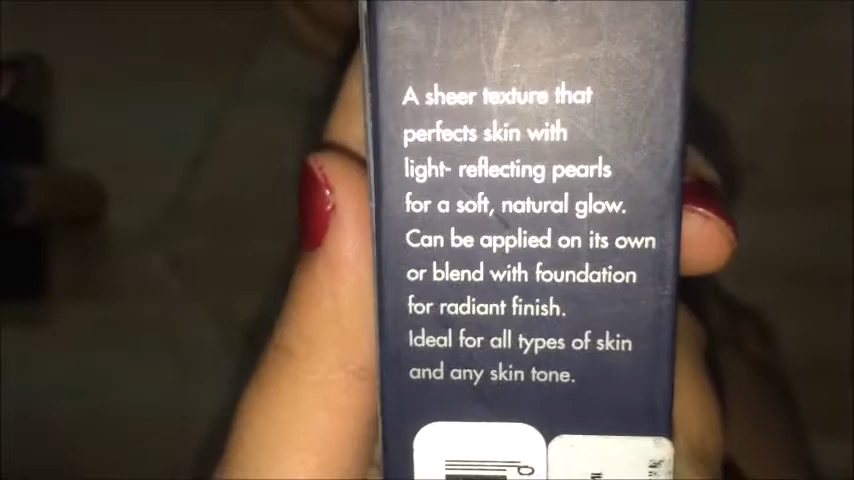 A sheer texture that
perfects skin with
light- reflecting pearls
for a soft, natural glow.
Can be applied on its own
or blend with foundation
for radiant finish.
Ideal for all types of skin
and any skin tone.